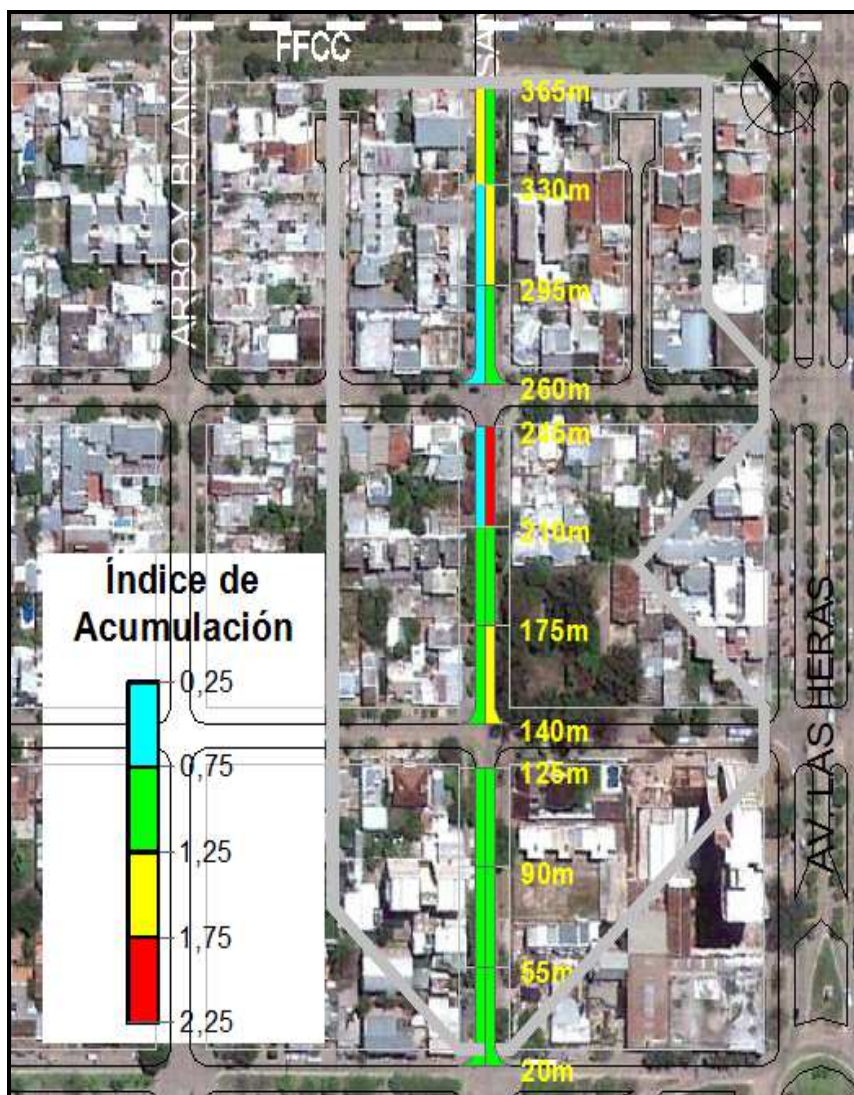 FFCC
SAN
ARBO Y BLANCO
365m
330m
295m
260m
245m
210m
175m
140m
125m
90m
55m
20m
Índice de
Acumulación
0,25
0,75
1,25
1,75
2,25
AV. LAS HERAS